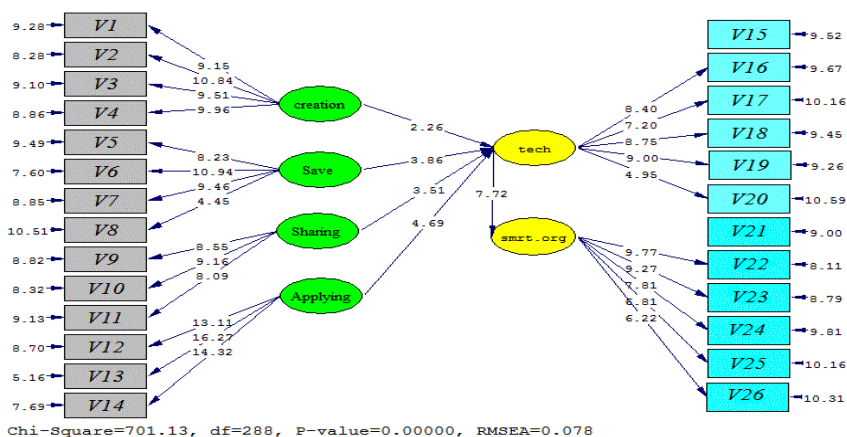 9.28 V1
8.28 V2
9.10 V3
8.86 V4
9.49 V5
7.60 V6
8.85 V7
10.51 V8
8.82 V9
8.32 V10
9.13 V11
8.70 V12
5.16 V13
7.69 V14
9.15
10.84
9.51
9.96
8.23
10.94
9.46
4.45
8.55
9.16
8.09
13.11
16.27
14.32
creation
Save
Sharing
Applying
2.26
3.86
3.51
4.69
tech
7.72
smrt.org
8.40
7.20
8.75
9.00
4.95
9.77
9.27
7.81
6.81
6.22
V15 9.52
V16 9.67
V17 10.16
V18 9.45
V19 9.26
V20 10.59
V21 9.00
V22 8.11
V23 8.79
V24 9.81
V25 10.16
V26 10.31
Chi-Square=701.13, df=288, P-value=0.00000, RMSEA=0.078